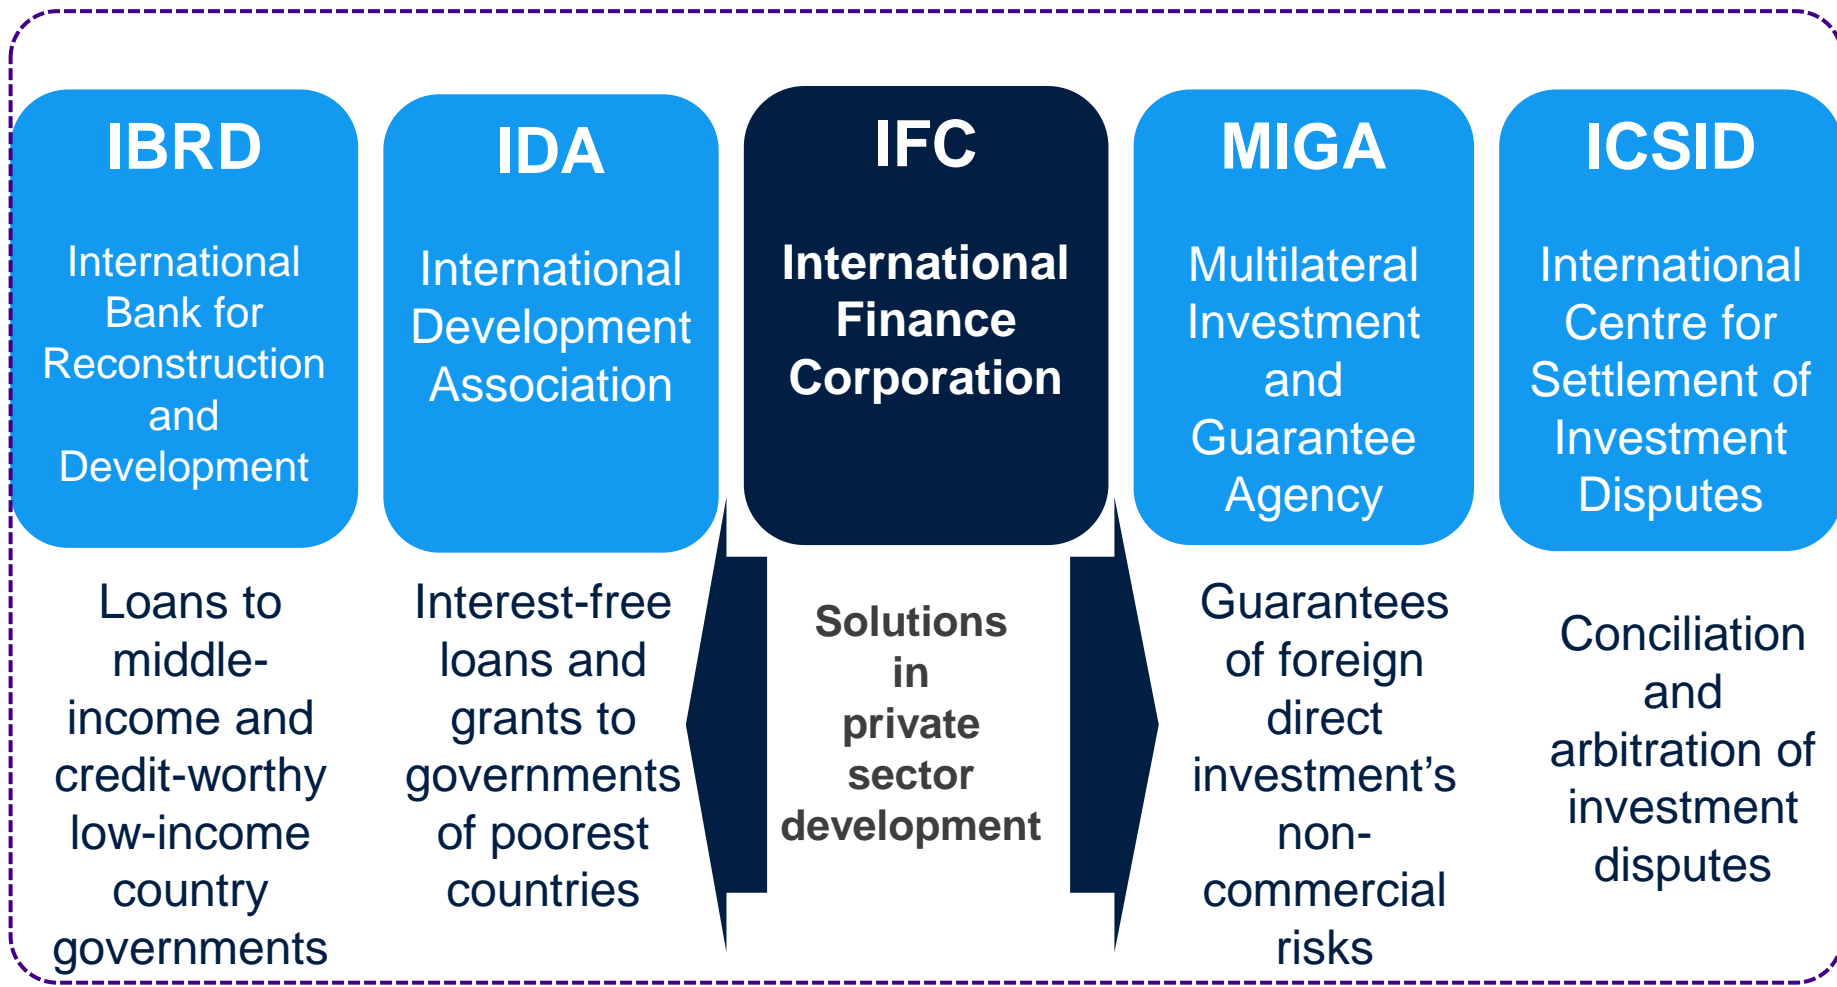 IBRD
International
Bank for
Reconstruction
and
Development
Loans to
middle-
income and
credit-worthy
low-income
country
governments
IDA
International
Development
Association
Interest-free
loans and
grants to
governments
of poorest
countries
IFC
International
Finance
Corporation
Solutions
in
private
sector
development
MIGA
Multilateral
Investment
and
Guarantee
Agency
Guarantees
of foreign
direct
investment’s
non-
commercial
risks
ICSID
International
Centre for
Settlement of
Investment
Disputes
Conciliation
and
arbitration of
investment
disputes